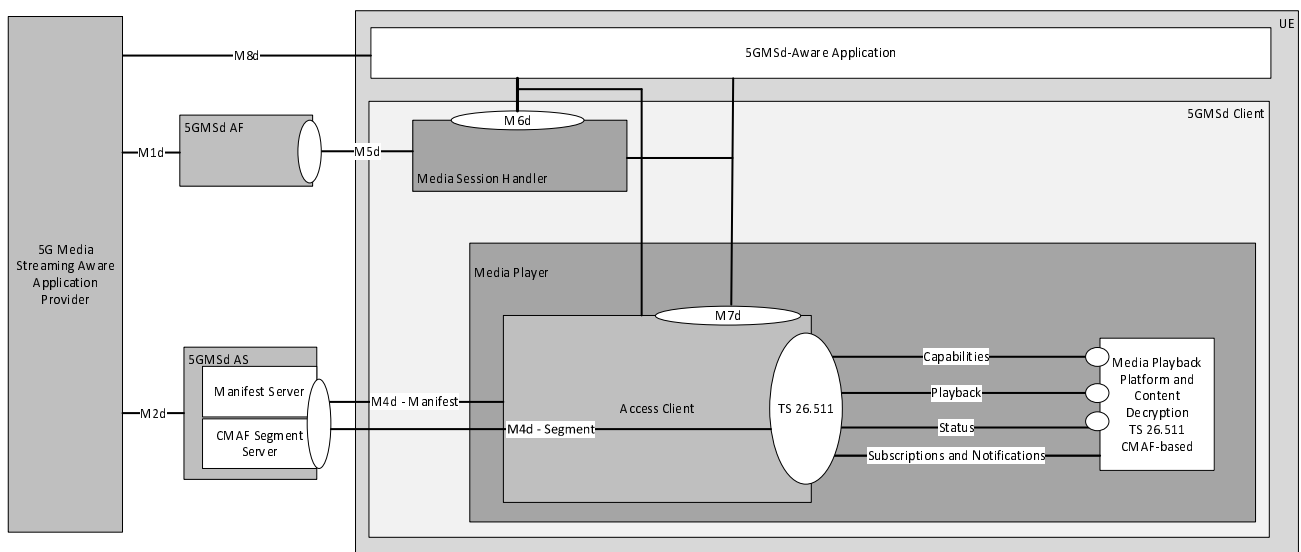 UE
M8d
5GMSd-Aware Application
5GMSd Client
5GMSd AF
M6d
M1d
M5d
Media Session Handler
5G Media
Streaming Aware
Application
Provider
Media Player
M7d
5GMSd AS
Manifest Server
CMAF Segment
Server
M2d
M4d - Manifest
M4d - Segment
Access Client
TS 26.511
Capabilities
Playback
Status
Subscriptions and Notifications
Media Playback
Platform and
Content
Decryption
TS 26.511
CMAF-based